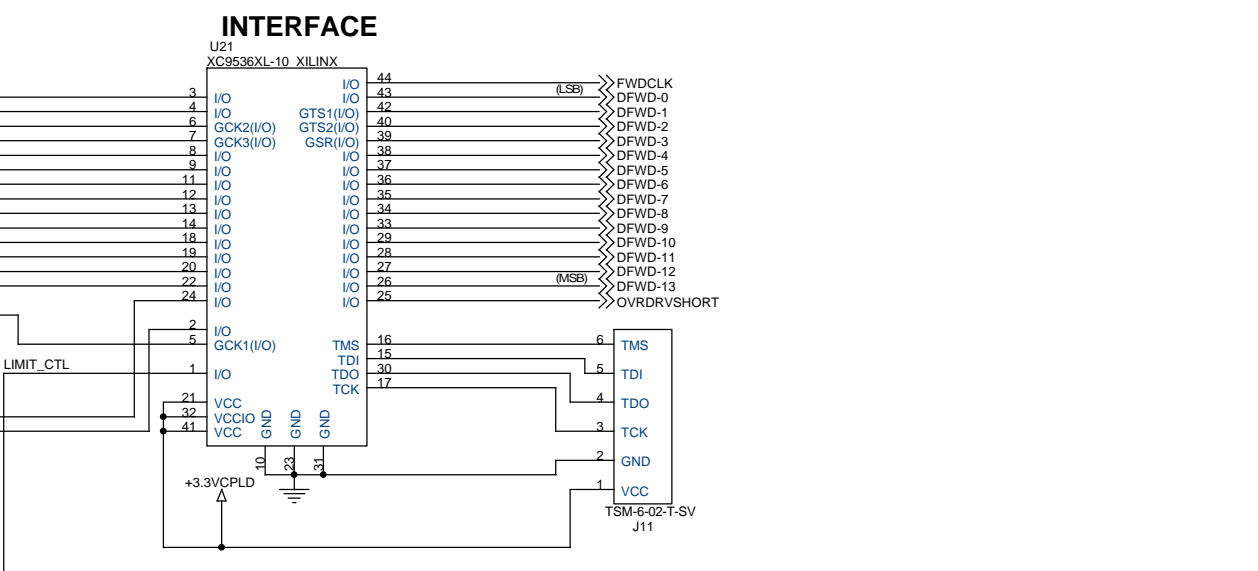 INTERFACE
U21
XC9536XL-10 XILINX
3 I/O
4 I/O
6 GCK2(I/O)
7 GCK3(I/O)
8 I/O
9 I/O
11 I/O
12 I/O
13 I/O
14 I/O
18 I/O
19 I/O
20 I/O
22 I/O
24 I/O
2 I/O
5 GCK1(I/O)
LIMIT_CTL 1 I/O
21 VCC
32 VCCIO
41 VCC
I/O 44 FWDCLK
I/O 43 (LSB) DFWD-0
GTS1(I/O) 42 DFWD-1
GTS2(I/O) 40 DFWD-2
GSR(I/O) 39 DFWD-3
I/O 38 DFWD-4
I/O 37 DFWD-5
I/O 36 DFWD-6
I/O 35 DFWD-7
I/O 34 DFWD-8
I/O 33 DFWD-9
I/O 29 DFWD-10
I/O 28 DFWD-11
I/O 27 DFWD-12
I/O 26 (MSB) DFWD-13
I/O 25 OVRDRVSHORT
TMS 16
TDI 15
TDO 30
TCK 17
GND 10
GND 23
GND 31
+3.3VCPLD
6 TMS
5 TDI
4 TDO
3 TCK
2 GND
1 VCC
TSM-6-02-T-SV
J11